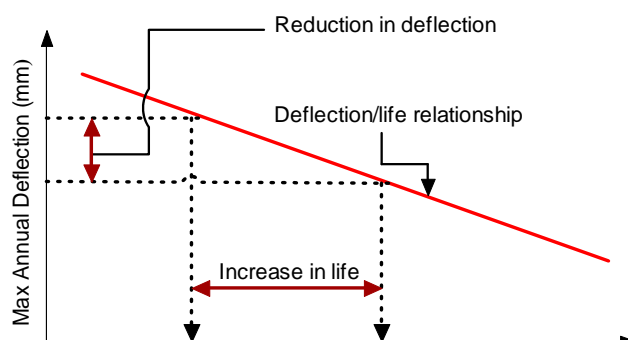 Reduction in deflection
Max Annual Deflection (mm)
Deflection/life relationship
Increase in life